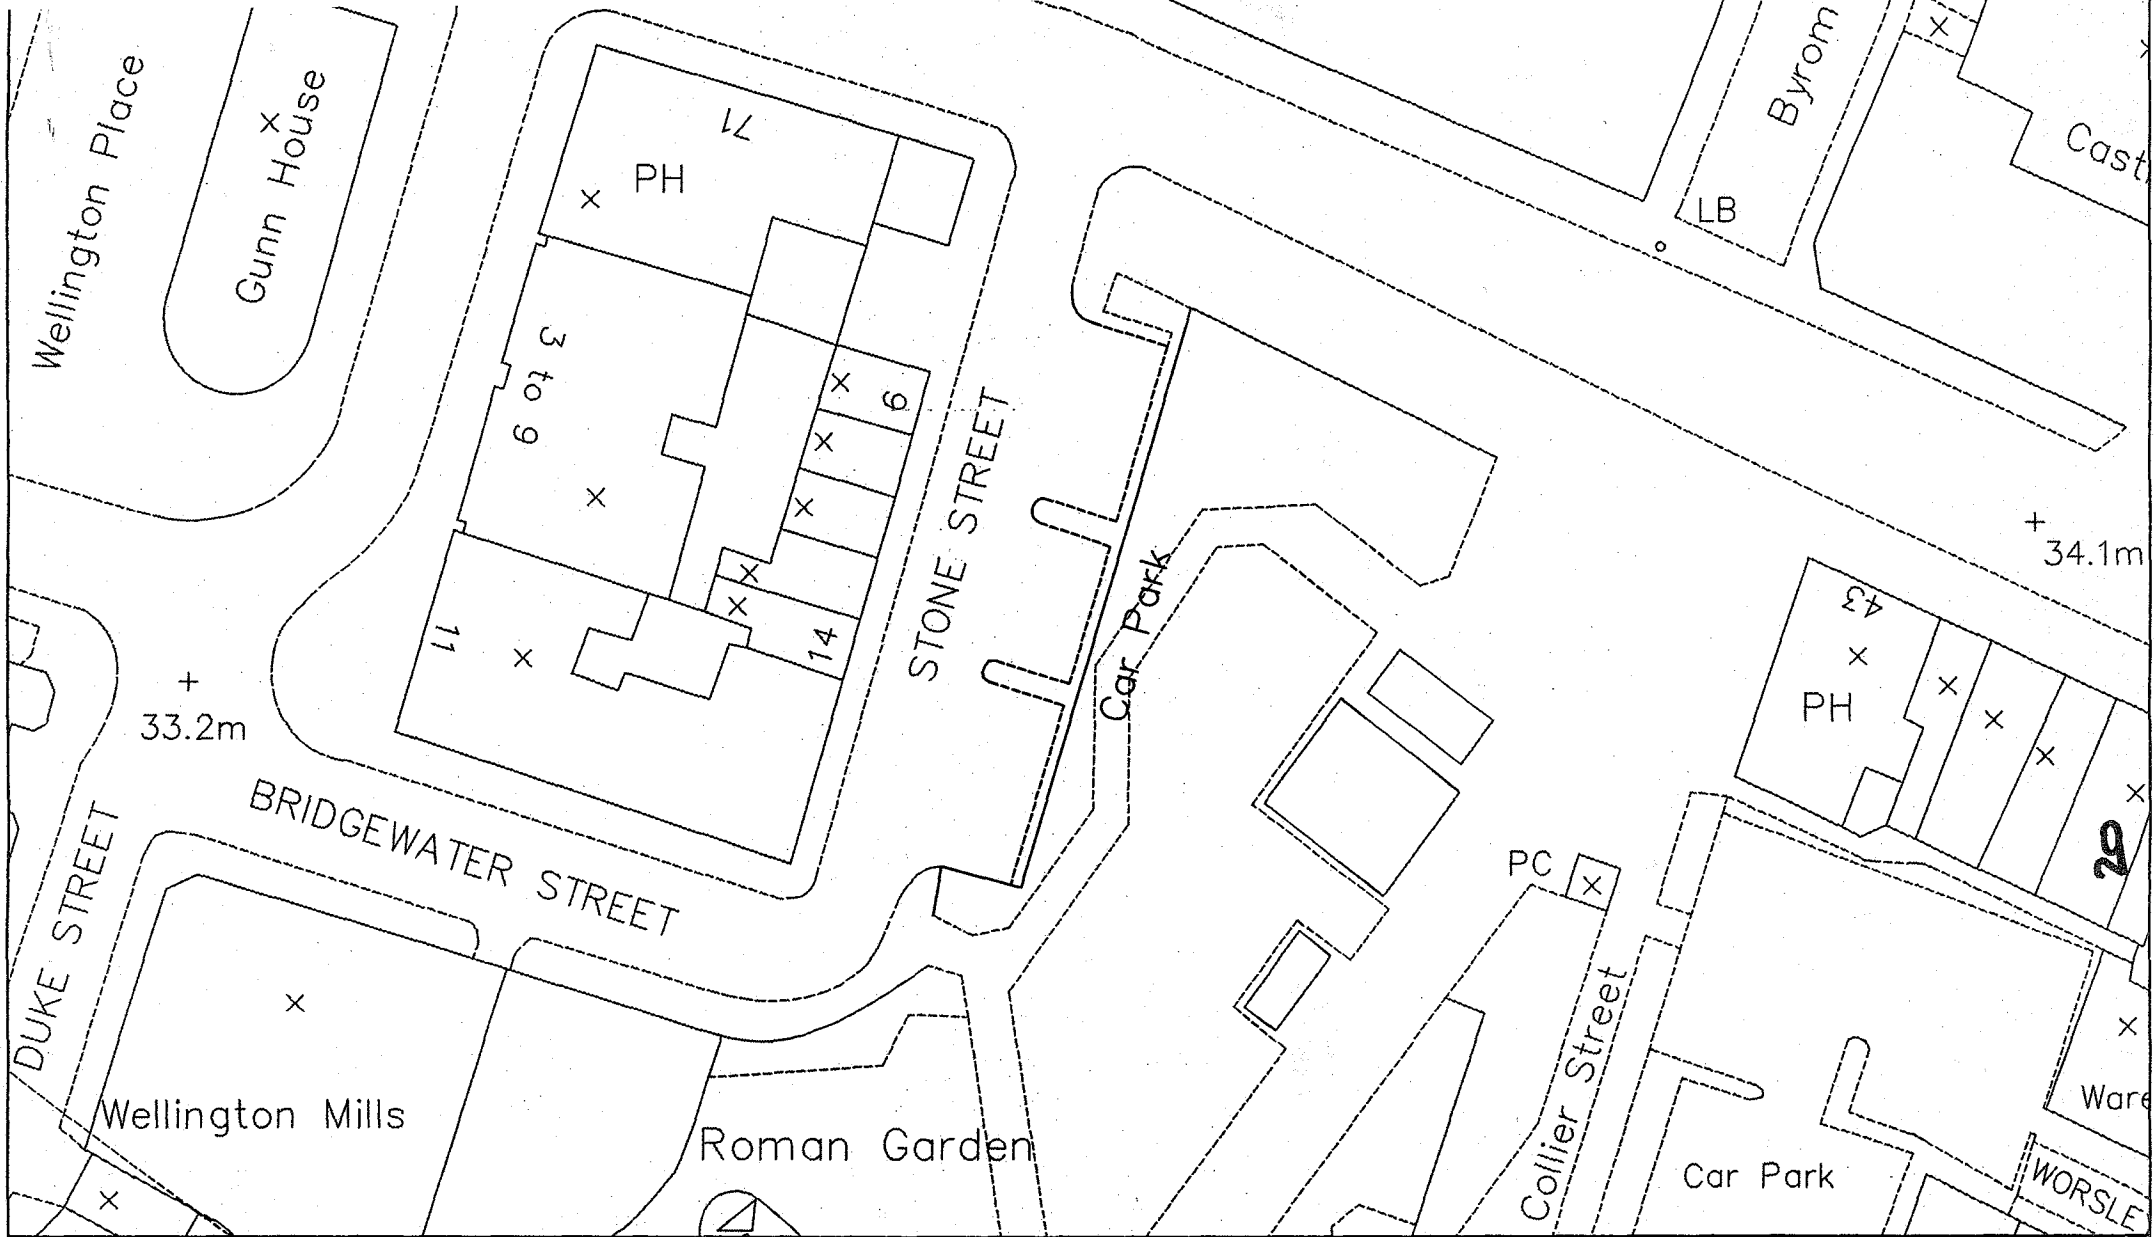 Wellington Place
Gunn House
71
PH
3 to 9
9
STONE STREET
11
14
33.2m
Car Park
Byrom
LB
Cast
34.1m
43
PH
29
BRIDGEWATER STREET
DUKE STREET
PC
Wellington Mills
Roman Garden
Collier Street
Car Park
Ware
WORSLE